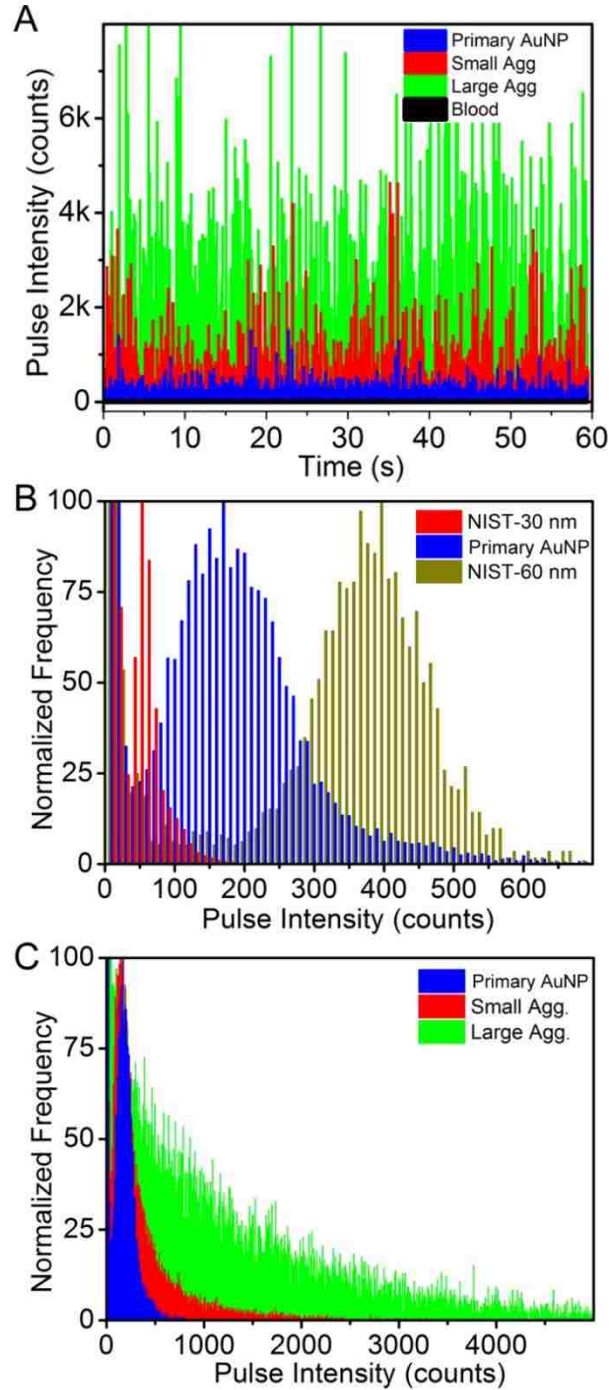 A
Primary AuNP
Small Agg
Large Agg
Blood
Pulse Intensity (counts)
6k
4k
2k
0
0 10 20 30 40 50 60
Time (s)
B
NIST-30 nm
Primary AuNP
NIST-60 nm
Normalized Frequency
100
75
50
25
0
0 100 200 300 400 500 600
Pulse Intensity (counts)
C
Primary AuNP
Small Agg.
Large Agg.
Normalized Frequency
100
75
50
25
0
0 1000 2000 3000 4000
Pulse Intensity (counts)